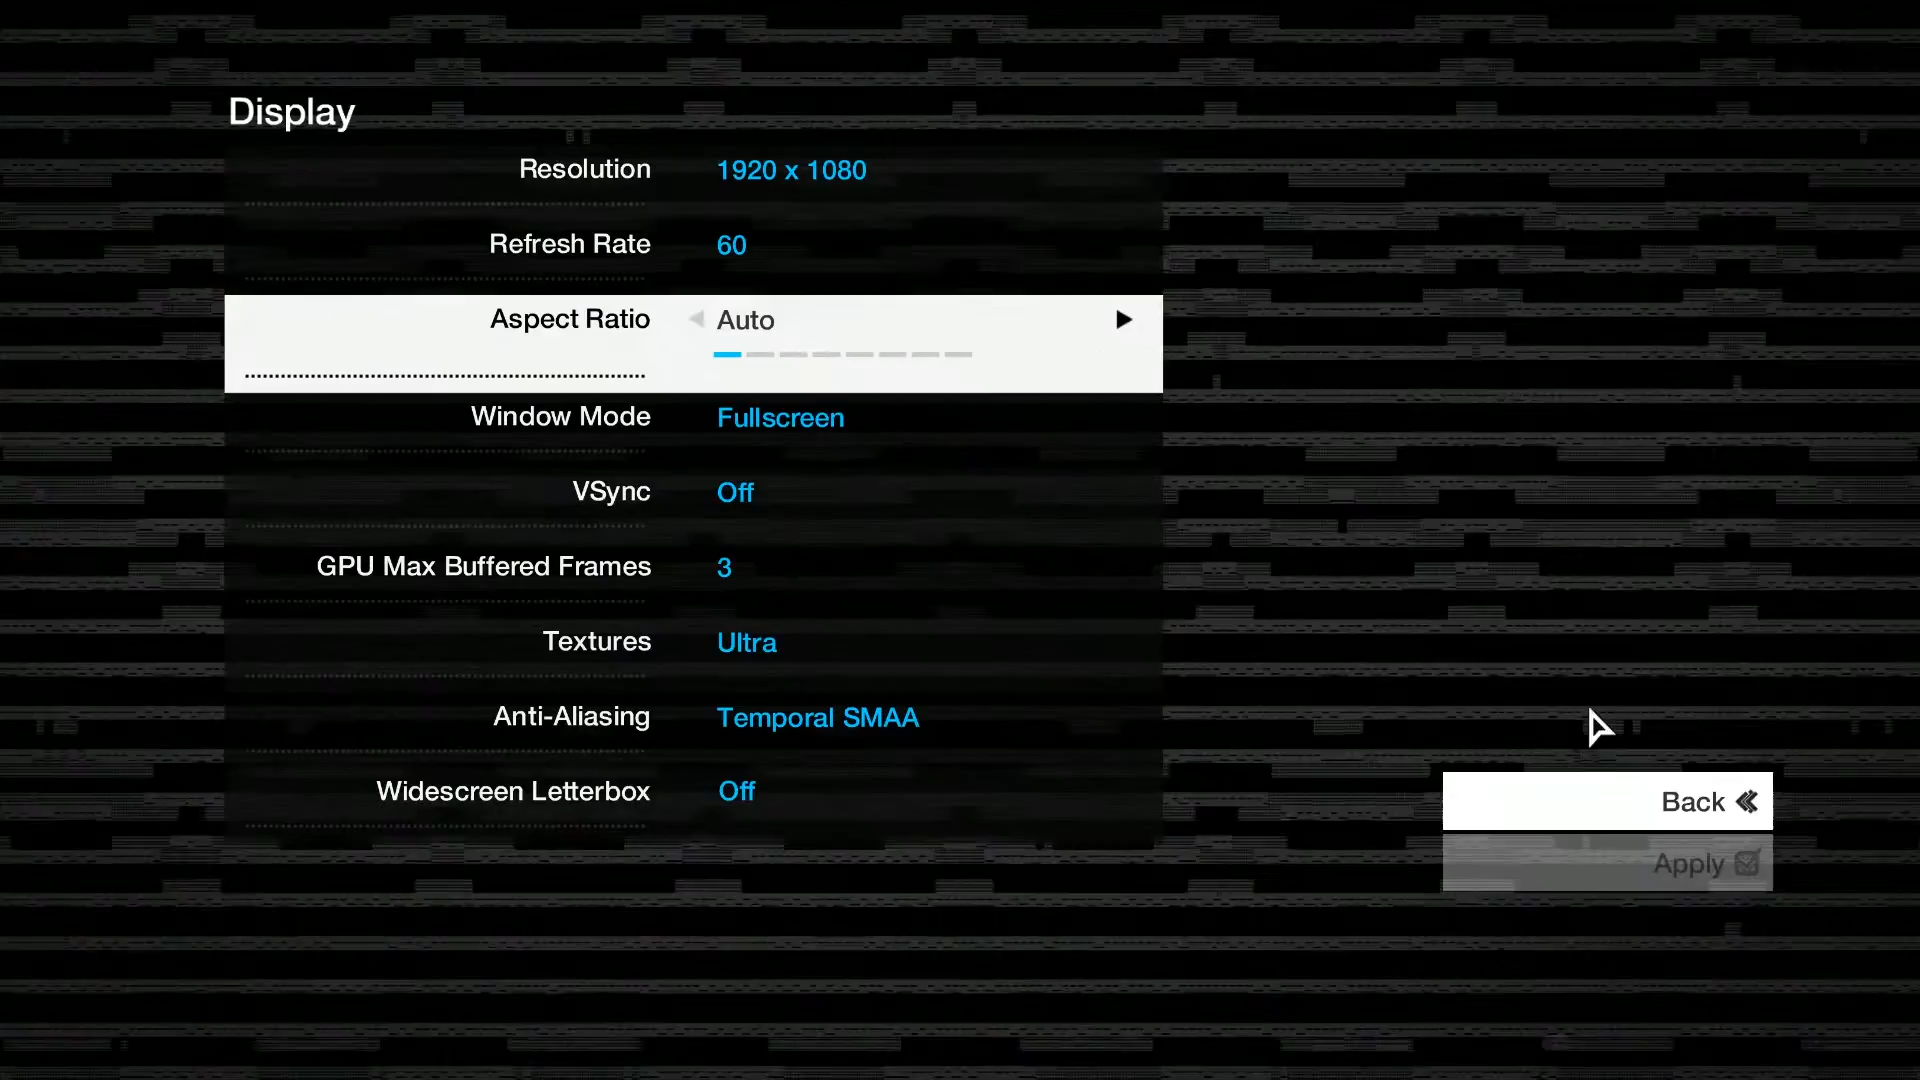 Display
Resolution 1920 x 1080
Refresh Rate 60
Aspect Ratio Auto
Window Mode Fullscreen
VSync Off
GPU Max Buffered Frames 3
Textures Ultra
Anti-Aliasing Temporal SMAA
Widescreen Letterbox Off
Back
Apply